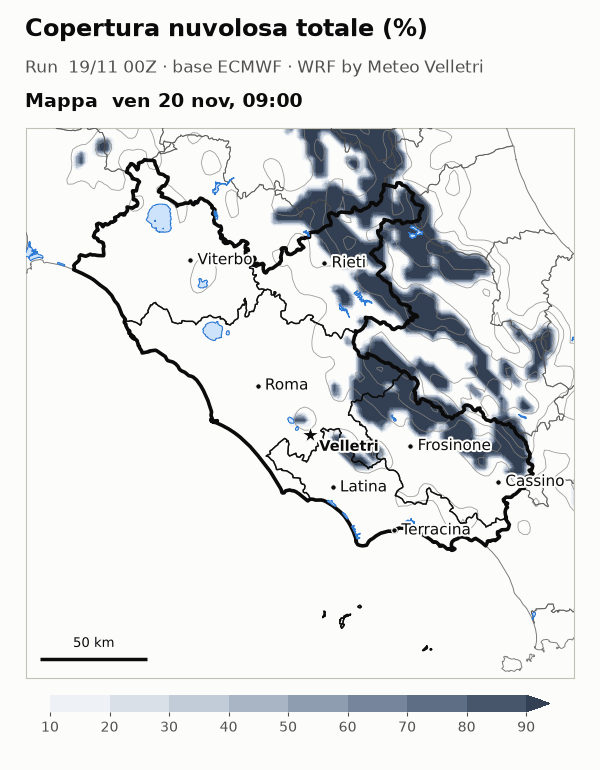 Copertura nuvolosa totale (%)
Run  19/11 00Z · base ECMWF · WRF by Meteo Velletri
Mappa  ven 20 nov, 09:00
Viterbo
Rieti
Roma
Velletri
Frosinone
Latina
Cassino
Terracina
50 km
10 20 30 40 50 60 70 80 90